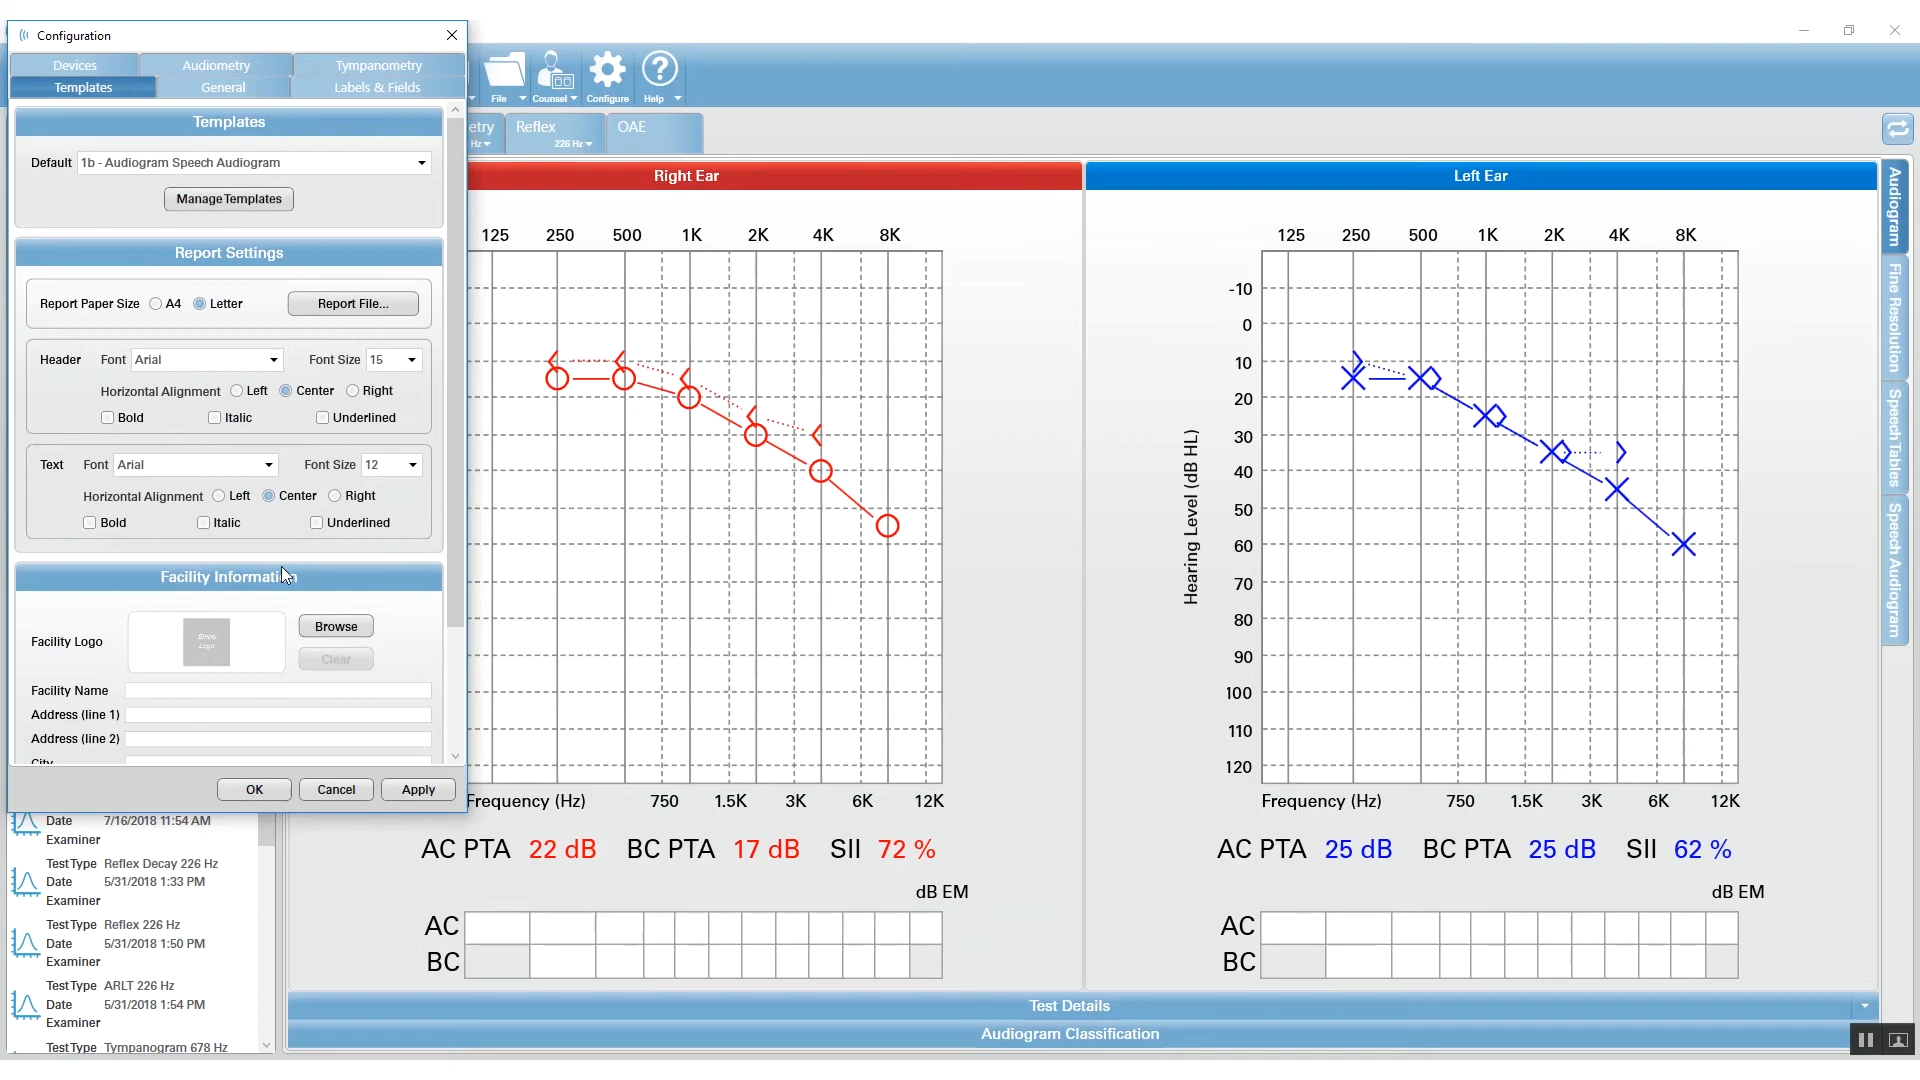 Configuration
Devices
Audiometry
Tympanometry
Templates
General
Labels & Fields
File
Counsel
Configure
Help
etry
Hz
Reflex
226 Hz
OAE
Templates
Default 1b - Audiogram Speech Audiogram
Manage Templates
Report Settings
Report Paper Size A4 Letter Report File...
Header Font Arial Font Size 15
Horizontal Alignment Left Center Right
Bold Italic Underlined
Text Font Arial Font Size 12
Horizontal Alignment Left Center Right
Bold Italic Underlined
Facility Information
Facility Logo
Empty
Logo
Browse
Clear
Facility Name
Address (line 1)
Address (line 2)
City
OK Cancel Apply
Date 7/16/2018 11:54 AM
Examiner
Test Type Reflex Decay 226 Hz
Date 5/31/2018 1:33 PM
Examiner
Test Type Reflex 226 Hz
Date 5/31/2018 1:50 PM
Examiner
Test Type ARLT 226 Hz
Date 5/31/2018 1:54 PM
Examiner
Test Type Tympanogram 678 Hz
Right Ear
125 250 500 1K 2K 4K 8K
Frequency (Hz) 750 1.5K 3K 6K 12K
AC PTA 22 dB BC PTA 17 dB SII 72 %
dB EM
AC
BC
Left Ear
125 250 500 1K 2K 4K 8K
-10
0
10
20
30
40
50
60
70
80
90
100
110
120
Hearing Level (dB HL)
Frequency (Hz) 750 1.5K 3K 6K 12K
AC PTA 25 dB BC PTA 25 dB SII 62 %
dB EM
AC
BC
Audiogram
Fine Resolution
Speech Tables
Speech Audiogram
Test Details
Audiogram Classification